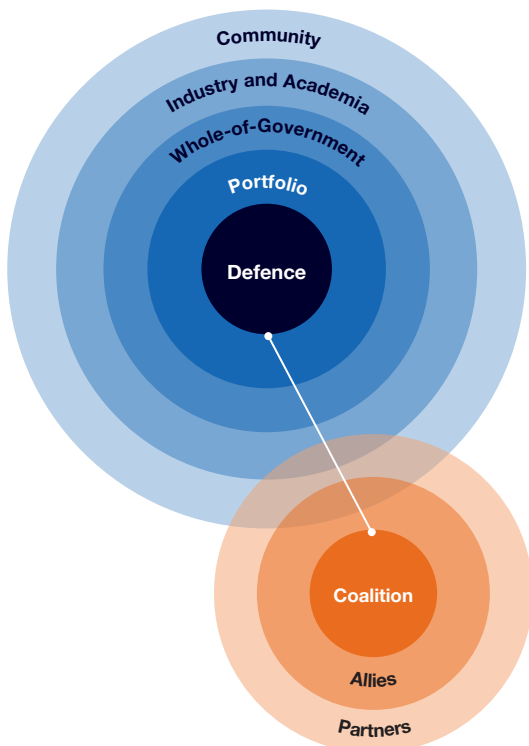 Community
Industry and Academia
Whole-of-Government
Portfolio
Defence
Coalition
Allies
Partners